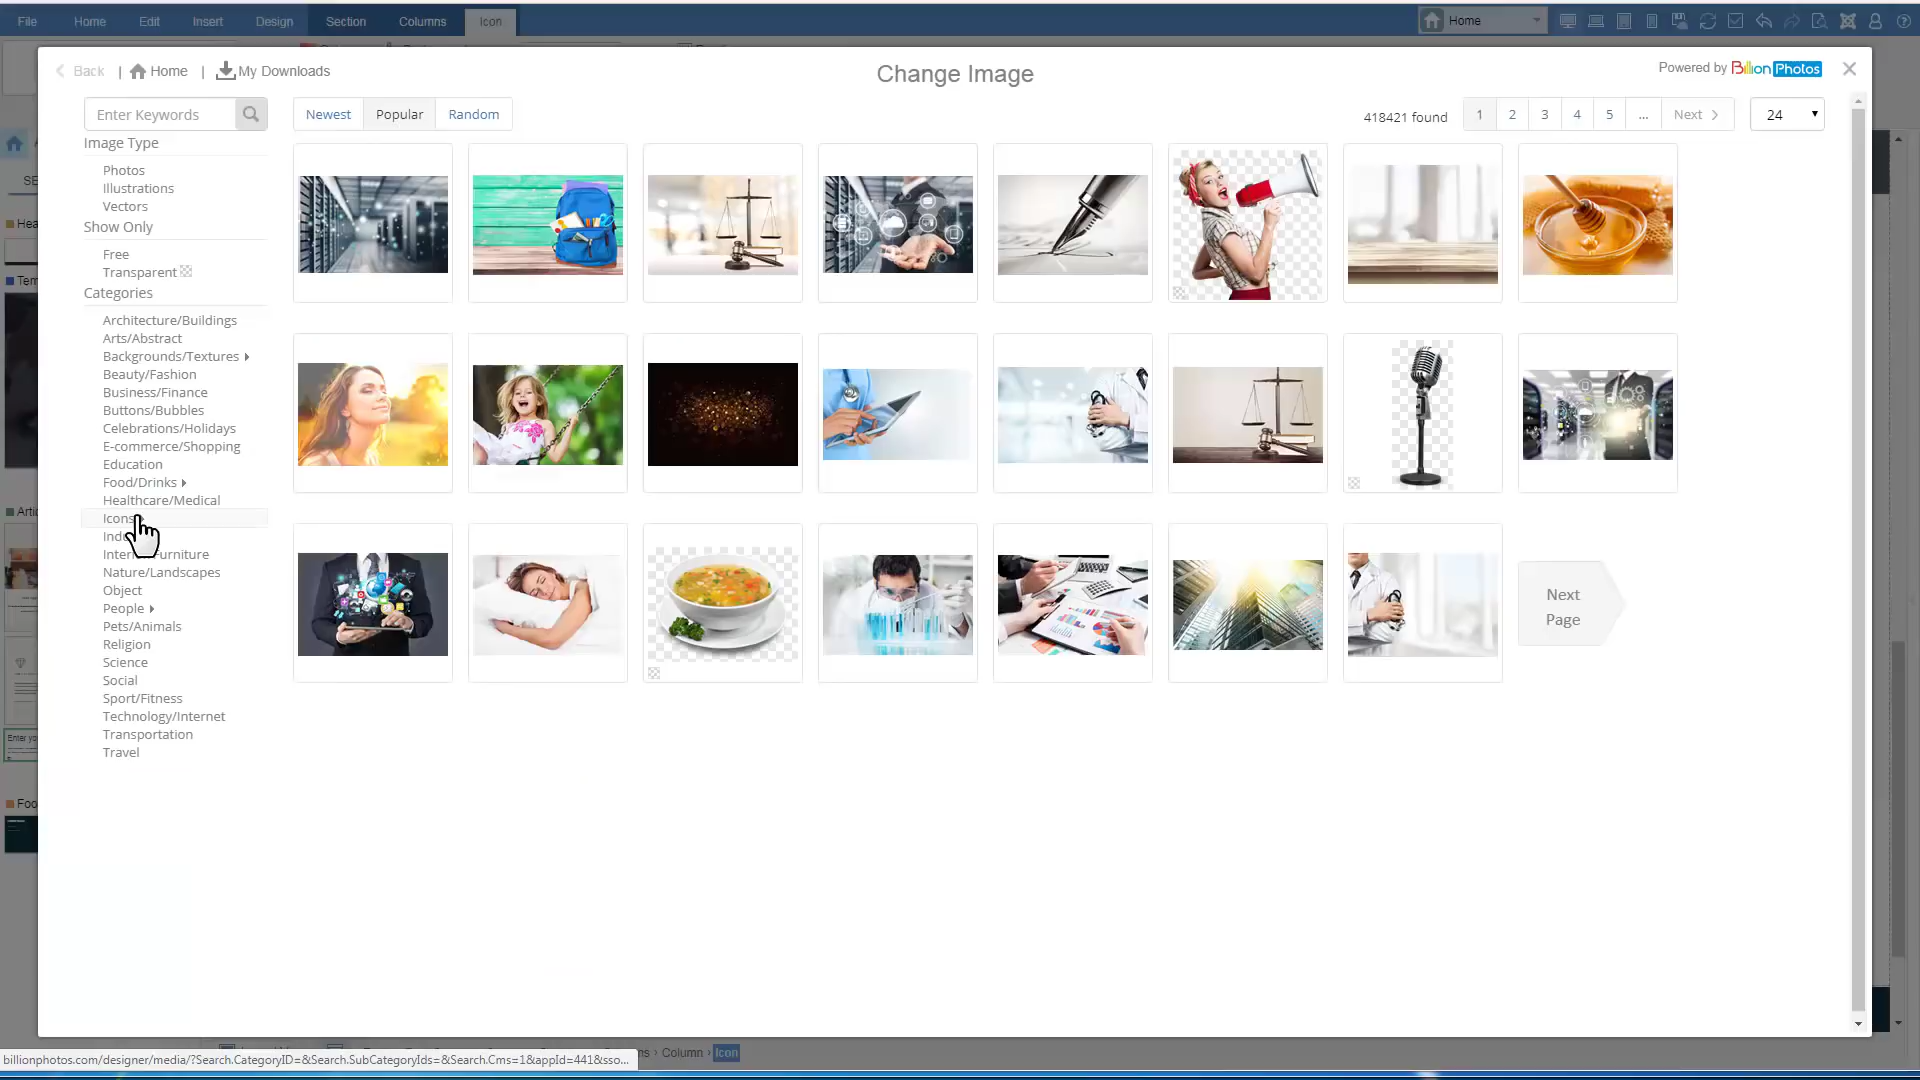 File
Home
Edit
Insert
Design
Section
Columns
Icon
Home
Back
|
Home
|
My Downloads
Change Image
Powered by Billion Photos
Enter Keywords
Newest
Popular
Random
418421 found
1
2
3
4
5
...
Next
24
Image Type
Photos
Illustrations
Vectors
Show Only
Free
Transparent
Categories
Architecture/Buildings
Arts/Abstract
Backgrounds/Textures
Beauty/Fashion
Business/Finance
Buttons/Bubbles
Celebrations/Holidays
E-commerce/Shopping
Education
Food/Drinks
Healthcare/Medical
Icons
Nature/Landscapes
Object
People
Pets/Animals
Religion
Science
Social
Sport/Fitness
Technology/Internet
Transportation
Travel
Next
Page
billionphotos.com/designer/media/?Search.CategoryID=&Search.SubCategoryIds=&Search.Cms=1&appId=441&sso...
Column › Icon